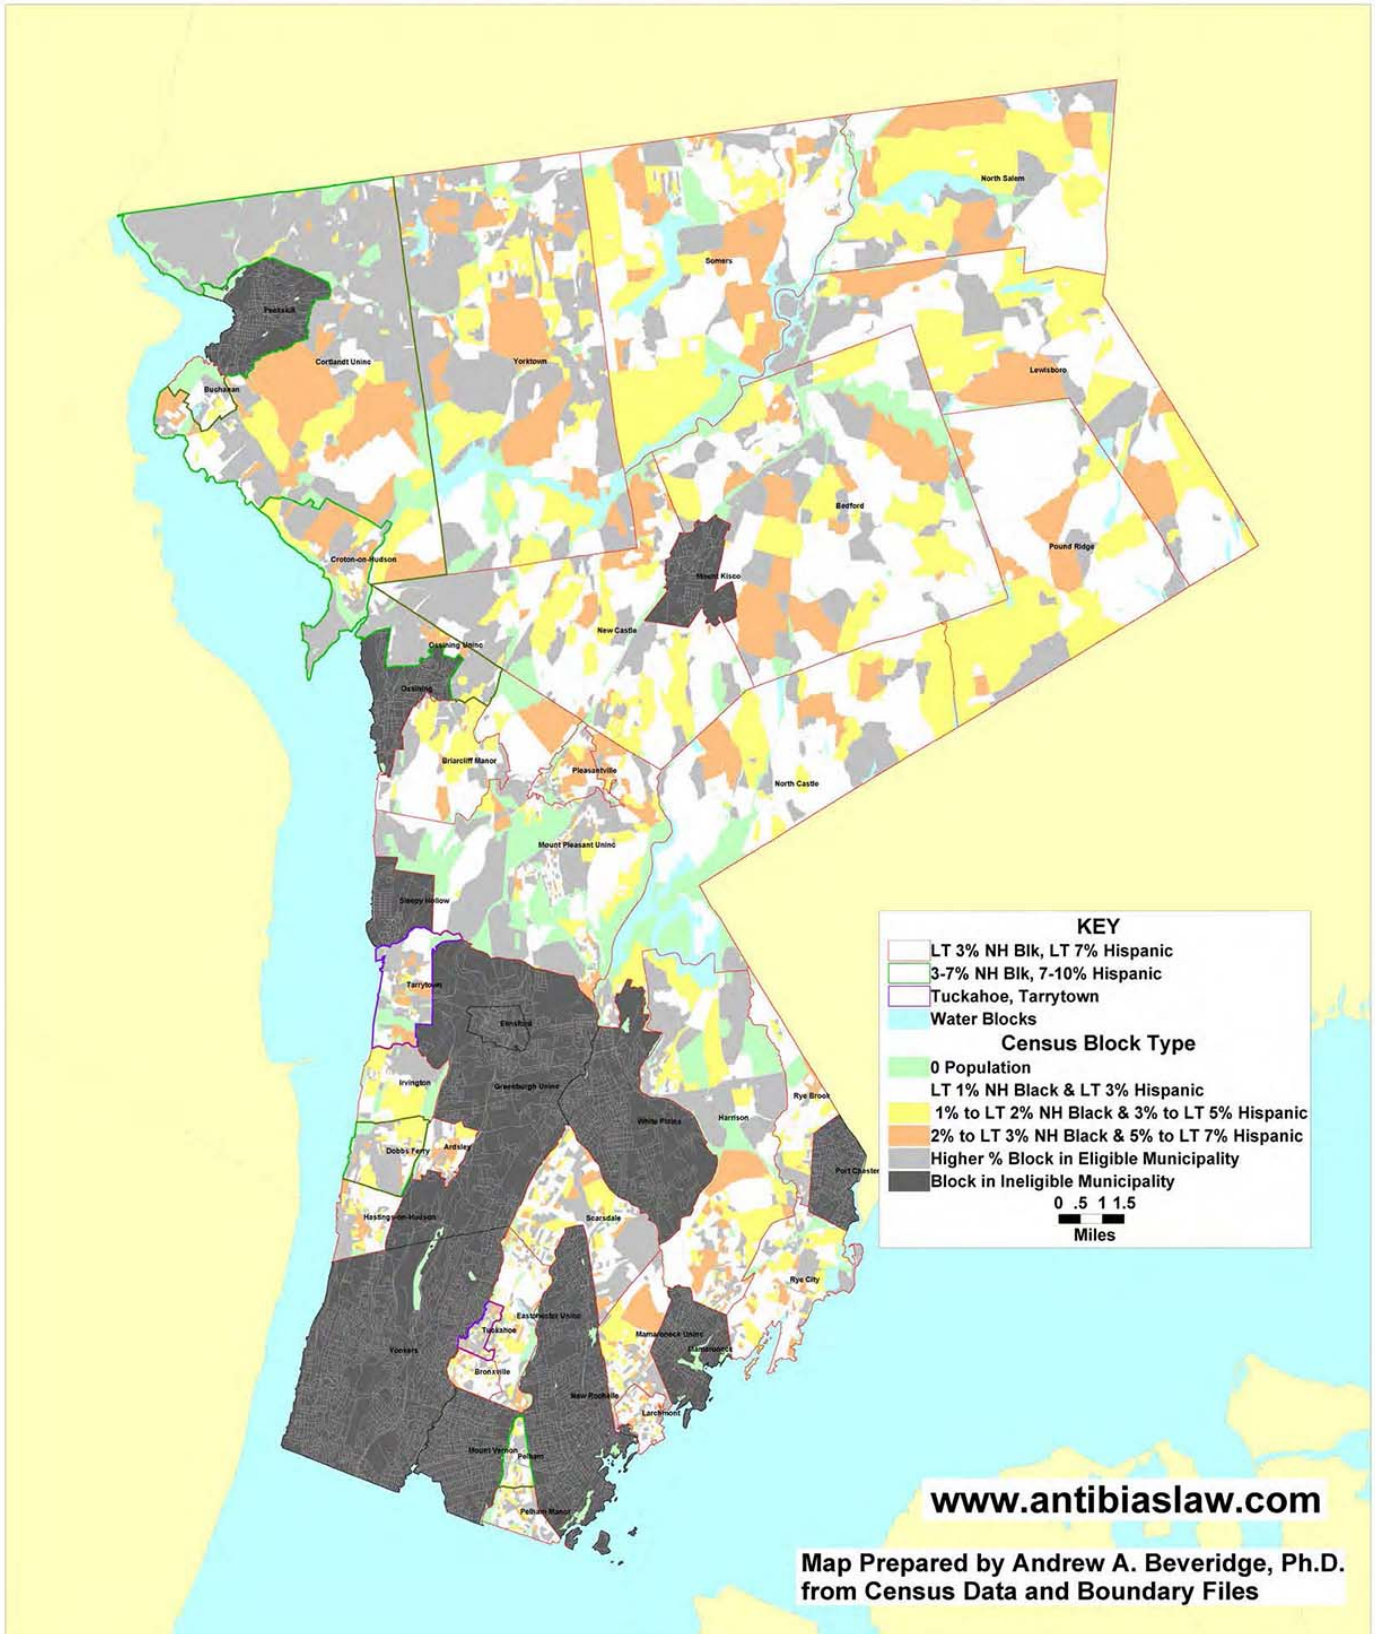 North Salem
Somers
Peekskill
Cortlandt Uninc
Yorktown
Lewisboro
Buchanan
Bedford
Pound Ridge
Croton-on-Hudson
Mount Kisco
New Castle
Ossining Uninc
Ossining
Briarcliff Manor
Pleasantville
North Castle
Mount Pleasant Uninc
Sleepy Hollow
Tarrytown
Elmsford
Irvington
Greenburgh Uninc
Rye Brook
Harrison
White Plains
Dobbs Ferry
Ardsley
Port Chester
Hastings-on-Hudson
Scarsdale
Rye City
Eastchester Uninc
Tuckahoe
Mamaroneck Uninc
Mamaroneck
Yonkers
Bronxville
New Rochelle
Larchmont
Mount Vernon
Pelham
Pelham Manor
KEY
LT 3% NH Blk, LT 7% Hispanic
3-7% NH Blk, 7-10% Hispanic
Tuckahoe, Tarrytown
Water Blocks
Census Block Type
0 Population
LT 1% NH Black & LT 3% Hispanic
1% to LT 2% NH Black & 3% to LT 5% Hispanic
2% to LT 3% NH Black & 5% to LT 7% Hispanic
Higher % Block in Eligible Municipality
Block in Ineligible Municipality
0 .5 1 1.5
Miles
www.antibiaslaw.com
Map Prepared by Andrew A. Beveridge, Ph.D.
from Census Data and Boundary Files